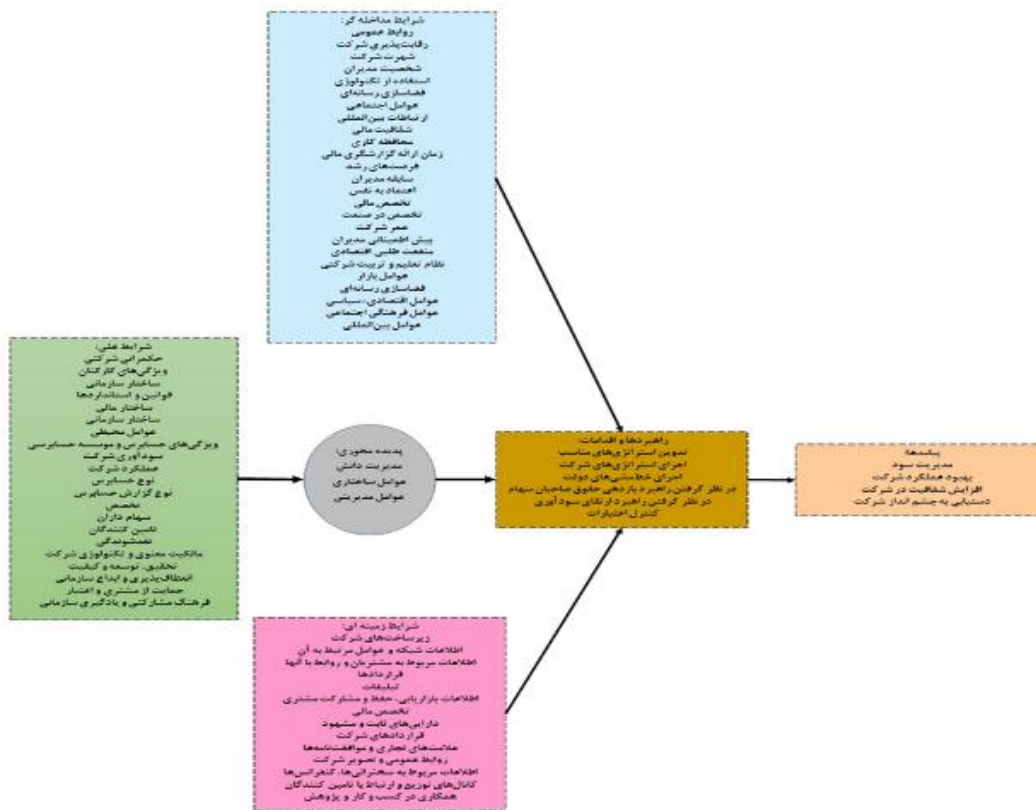 شرایط مداخله گر:
روابط عمومی
رقابت‌پذیری شرکت
شهرت شرکت
شخصیت مدیران
استفاده از تکنولوژی
فضاسازی رسانه‌ای
عوامل اجتماعی
ارتباطات بین‌المللی
شفافیت مالی
محافظه کاری
زمان ارائه گزارشگری مالی
فرصت‌های رشد
سابقه مدیران
اعتماد به نفس
تخصص مالی
تخصص در صنعت
عمر شرکت
بیش اطمینانی مدیران
منفعت طلبی اقتصادی
نظام تعلیم و تربیت شرکتی
عوامل بازار
فضاسازی رسانه‌ای
عوامل اقتصادی-سیاسی
عوامل فرهنگی اجتماعی
عوامل بین‌المللی
شرایط علی:
حکمرانی شرکتی
ویژگی‌های کارکنان
ساختار سازمانی
قوانین و استانداردها
ساختار مالی
ساختار سازمانی
عوامل محیطی
ویژگی‌های حسابرس و موسسه حسابرسی
سودآوری شرکت
عملکرد شرکت
نوع حسابرس
نوع گزارش حسابرس
تخصص
سهام داران
تامین کنندگان
نقدشوندگی
مالکیت معنوی و تکنولوژی شرکت
تحقیق، توسعه و کیفیت
انعطاف‌پذیری و ابداع سازمانی
حمایت از مشتری و اعتبار
فرهنگ مشارکتی و یادگیری سازمانی
پدیده محوری:
مدیریت دانش
عوامل ساختاری
عوامل مدیریتی
راهبردها و اقدامات:
تدوین استراتژی‌های مناسب
اجرای استراتژی‌های شرکت
اجرای خط‌مشی‌های دولت
در نظر گرفتن راهبرد بازدهی حقوق صاحبان سهام
در نظر گرفتن راهبرد ارتقای سودآوری
کنترل اختیارات
پیامدها:
مدیریت سود
بهبود عملکرد شرکت
افزایش شفافیت در شرکت
دستیابی به چشم انداز شرکت
شرایط زمینه ای:
زیرساخت‌های شرکت
اطلاعات شبکه و عوامل مرتبط به آن
اطلاعات مربوط به مشتریان و روابط با آنها
قراردادها
تبلیغات
اطلاعات بازاریابی، حفظ و مشارکت مشتری
تخصص مالی
دارایی‌های ثابت و مشهود
قراردادهای شرکت
علامت‌های تجاری و موافقت‌نامه‌ها
روابط عمومی و تصویر شرکت
اطلاعات مربوط به سخنرانی‌ها، کنفرانس‌ها
کانال‌های توزیع و ارتباط با تامین کنندگان
همکاری در کسب و کار و پژوهش